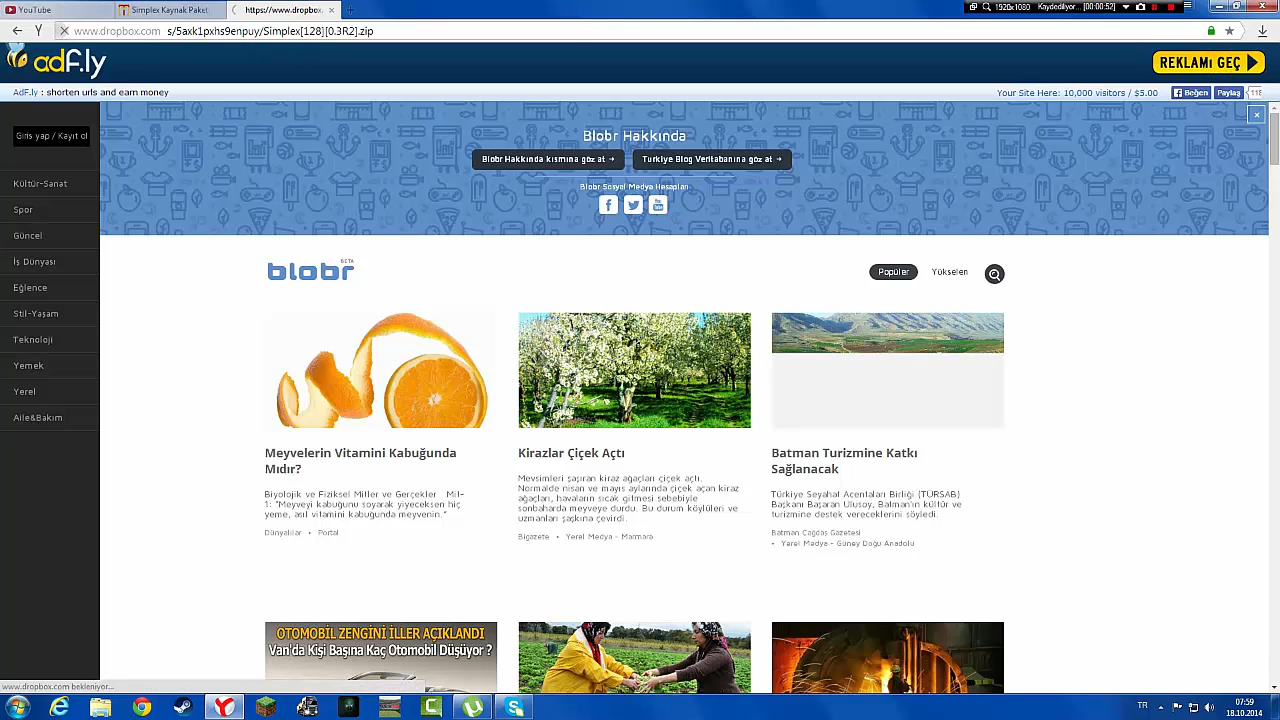 YouTube
Simplex Kaynak Paket
https://www.dropbox.
1920x1080
Kaydediliyor... [00:00:52]
www.dropbox.com s/5axk1pxhs9enpuy/Simplex[128][0.3R2].zip
adf.ly
REKLAMı GEÇ
AdF.ly : shorten urls and earn money
Your Site Here: 10,000 visitors / $5.00
Beğen
Paylaş
Giriş yap / Kayıt ol
Kültür-Sanat
Spor
Güncel
İş Dünyası
Eğlence
Stil-Yaşam
Teknoloji
Yemek
Yerel
Aile&Bakım
Blobr Hakkında
Blobr Hakkında kısmına göz at →
Türkiye Blog Veritabanına göz at →
Blobr Sosyal Medya Hesapları
blobr
BETA
Popüler
Yükselen
Meyvelerin Vitamini Kabuğunda
Mıdır?
Biyolojik ve Fiziksel Mitler ve Gerçekler Mit-
1: "Meyveyi kabuğunu soyarak yiyeceksen hiç
yeme, asıl vitamini kabuğunda meyvenin."
Dünyalılar • Portal
Kirazlar Çiçek Açtı
Mevsimleri şaşıran kiraz ağaçları çiçek açtı.
Normalde nisan ve mayıs aylarında çiçek açan kiraz
ağaçları, havaların sıcak gitmesi sebebiyle
sonbaharda meyveye durdu. Bu durum köylüleri ve
uzmanları şaşkına çevirdi.
Bigazete • Yerel Medya - Marmara
Batman Turizmine Katkı
Sağlanacak
Türkiye Seyahat Acentaları Birliği (TÜRSAB)
Başkanı Başaran Ulusoy, Batman'ın kültür ve
turizmine destek vereceklerini söyledi.
Batman Çağdaş Gazetesi
• Yerel Medya - Güney Doğu Anadolu
OTOMOBİL ZENGİNİ İLLER AÇIKLANDI
Van'da Kişi Başına Kaç Otomobil Düşüyor ?
www.dropbox.com bekleniyor...
TR
07:59
18.10.2014